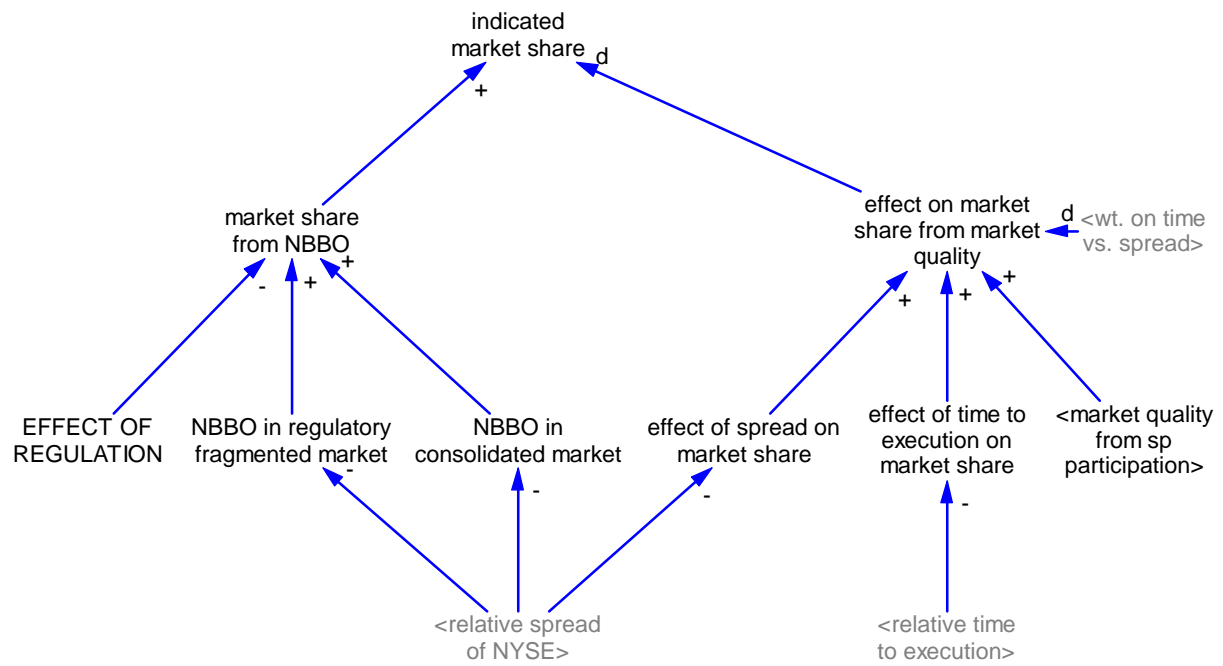 indicated
market share
d
+
market share
from NBBO
effect on market
share from market
quality
d
<wt. on time
vs. spread>
-
+
+
+
+
+
EFFECT OF
REGULATION
NBBO in regulatory
fragmented market
NBBO in
consolidated market
effect of spread on
market share
effect of time to
execution on
market share
<market quality
from sp
participation>
-
-
-
-
<relative spread
of NYSE>
<relative time
to execution>